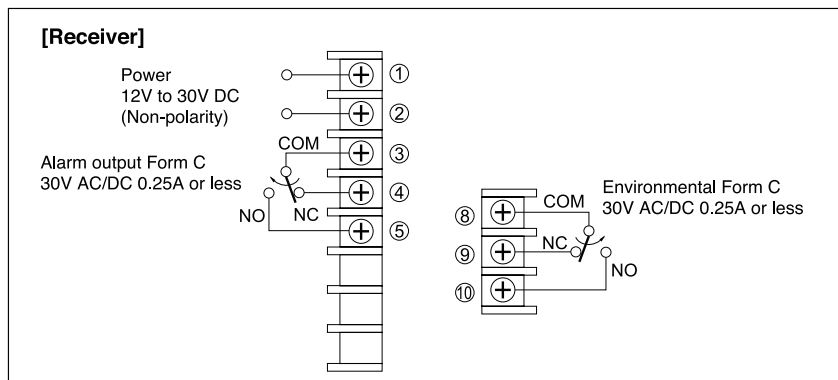 [Receiver]
Power
12V to 30V DC
(Non-polarity)
①
②
COM
③
Alarm output Form C
30V AC/DC 0.25A or less
④
NC
NO
⑤
Environmental Form C
30V AC/DC 0.25A or less
COM
⑧
NC
⑨
NO
⑩